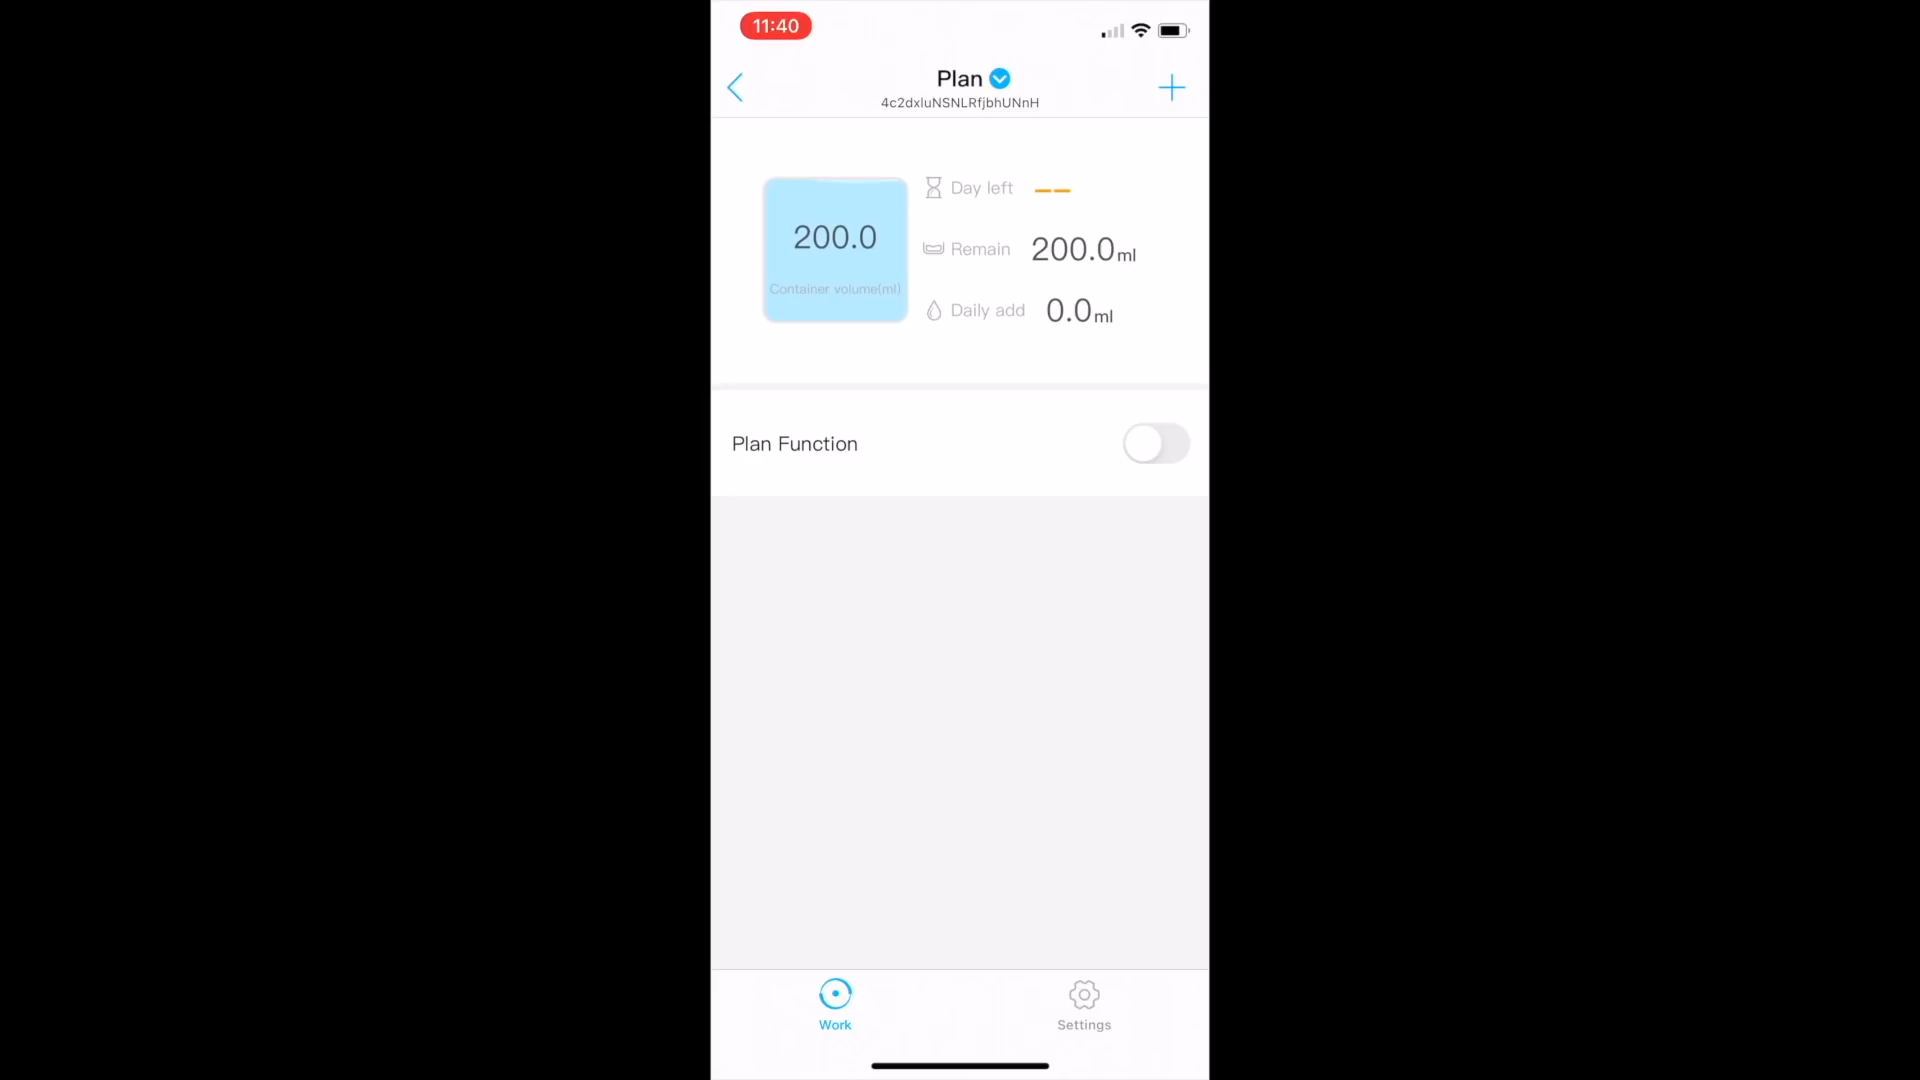 11:40
Plan
4c2dxluNSNLRfjbhUNnH
200.0
Container volume(ml)
Day left --
Remain 200.0ml
Daily add 0.0ml
Plan Function
Work
Settings